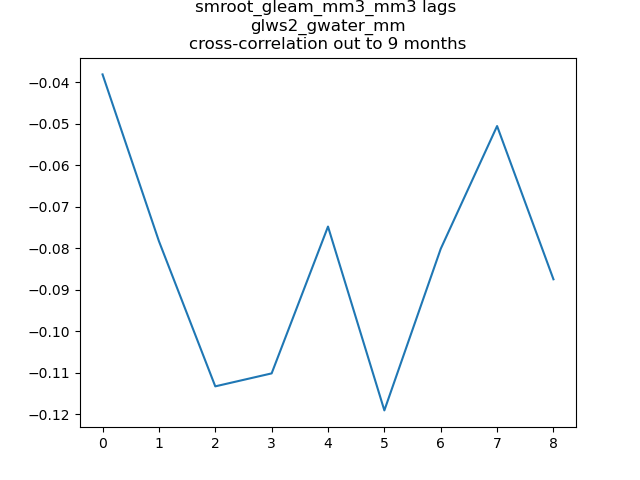 smroot_gleam_mm3_mm3 lags
glws2_gwater_mm
cross-correlation out to 9 months
−0.04
−0.05
−0.06
−0.07
−0.08
−0.09
−0.10
−0.11
−0.12
0 1 2 3 4 5 6 7 8